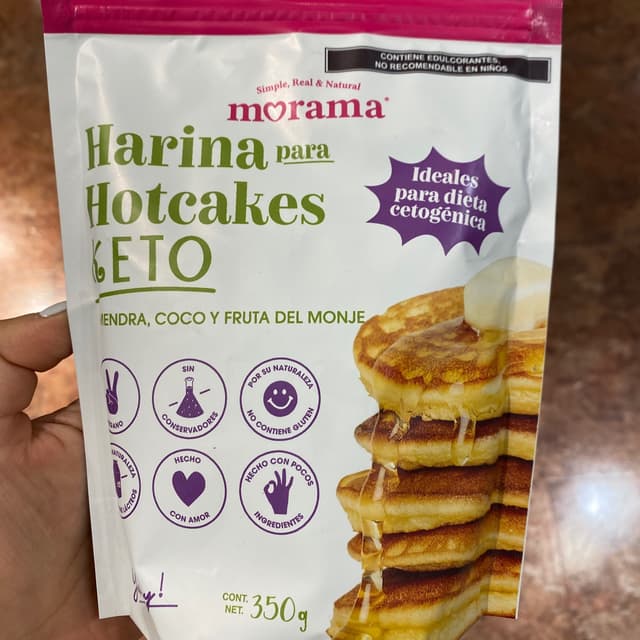 CONTIENE EDULCORANTES,
NO RECOMENDABLE EN NIÑOS
Simple, Real & Natural
morama
Harina para
Hotcakes
KETO
Ideales
para dieta
cetogénica
MENDRA, COCO Y FRUTA DEL MONJE
SIN
CONSERVADORES
POR SU NATURALEZA
NO CONTIENE GLUTEN
HECHO
CON AMOR
HECHO CON POCOS
INGREDIENTES
CONT.
NET. 350g